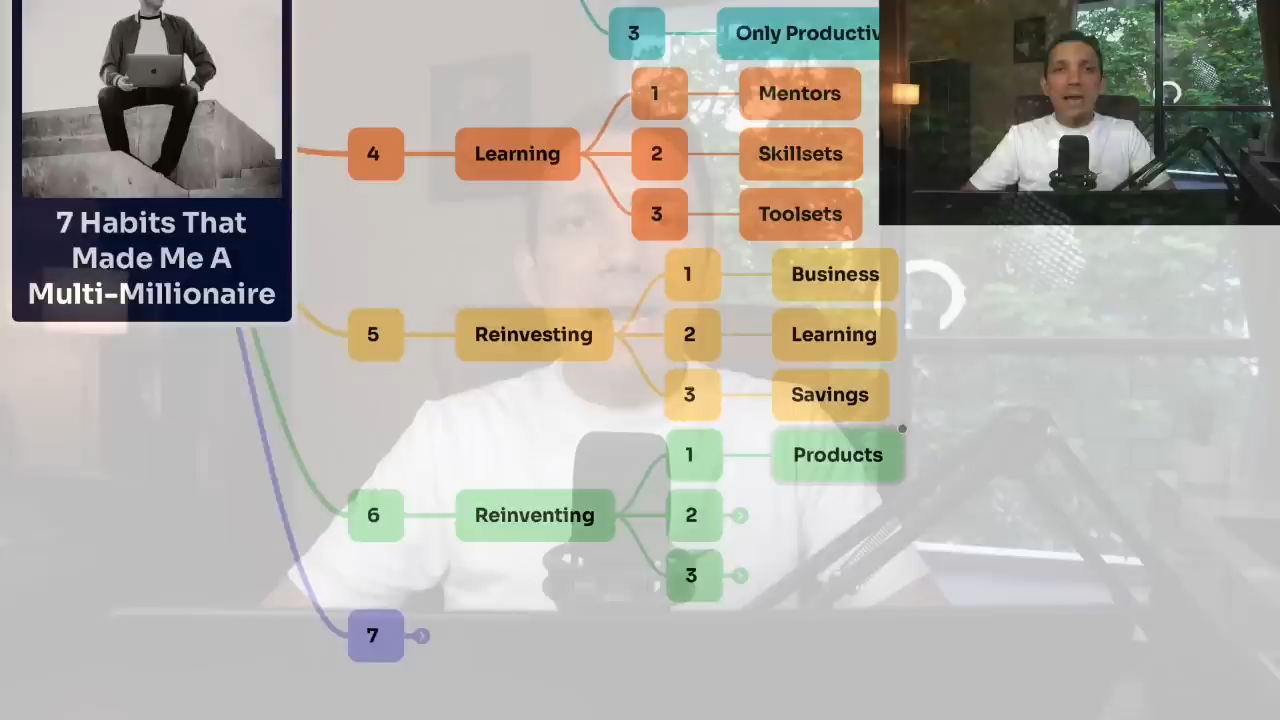 7 Habits That
Made Me A
Multi-Millionaire
3
Only Productiv
4
Learning
1
Mentors
2
Skillsets
3
Toolsets
5
Reinvesting
1
Business
2
Learning
3
Savings
6
Reinventing
1
Products
2
3
7